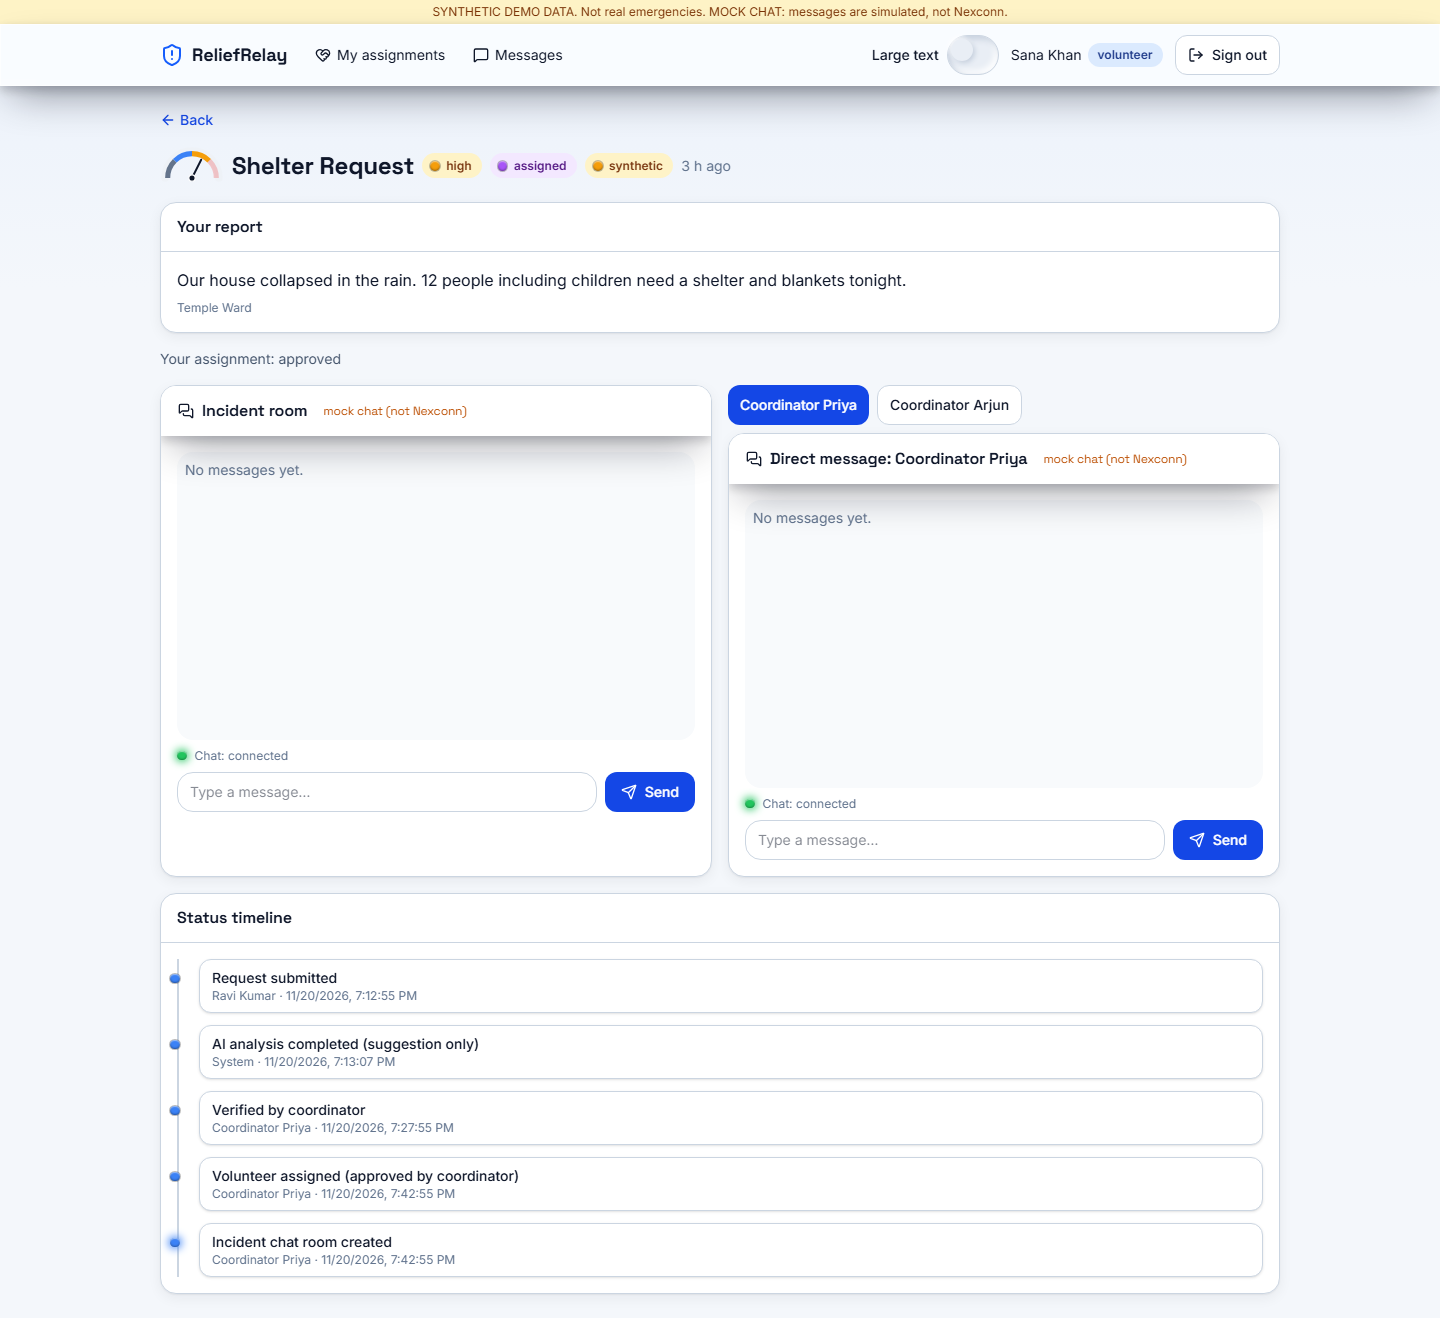 SYNTHETIC DEMO DATA. Not real emergencies. MOCK CHAT: messages are simulated, not Nexconn.
ReliefRelay
My assignments
Messages
Large text
Sana Khan
volunteer
Sign out
Back
Shelter Request
high
assigned
synthetic
3 h ago
Your report
Our house collapsed in the rain. 12 people including children need a shelter and blankets tonight.
Temple Ward
Your assignment: approved
Incident room
mock chat (not Nexconn)
No messages yet.
Chat: connected
Type a message...
Send
Coordinator Priya
Coordinator Arjun
Direct message: Coordinator Priya
mock chat (not Nexconn)
No messages yet.
Chat: connected
Type a message...
Send
Status timeline
Request submitted
Ravi Kumar · 11/20/2026, 7:12:55 PM
AI analysis completed (suggestion only)
System · 11/20/2026, 7:13:07 PM
Verified by coordinator
Coordinator Priya · 11/20/2026, 7:27:55 PM
Volunteer assigned (approved by coordinator)
Coordinator Priya · 11/20/2026, 7:42:55 PM
Incident chat room created
Coordinator Priya · 11/20/2026, 7:42:55 PM